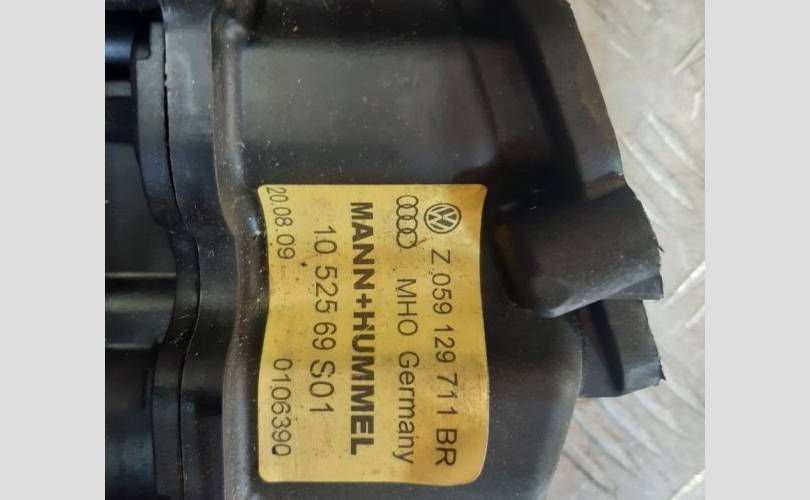 Z 059 129 711 BR
MHO Germany
MANN+HUMMEL
10 525 69 S01
20.08.09 0106390